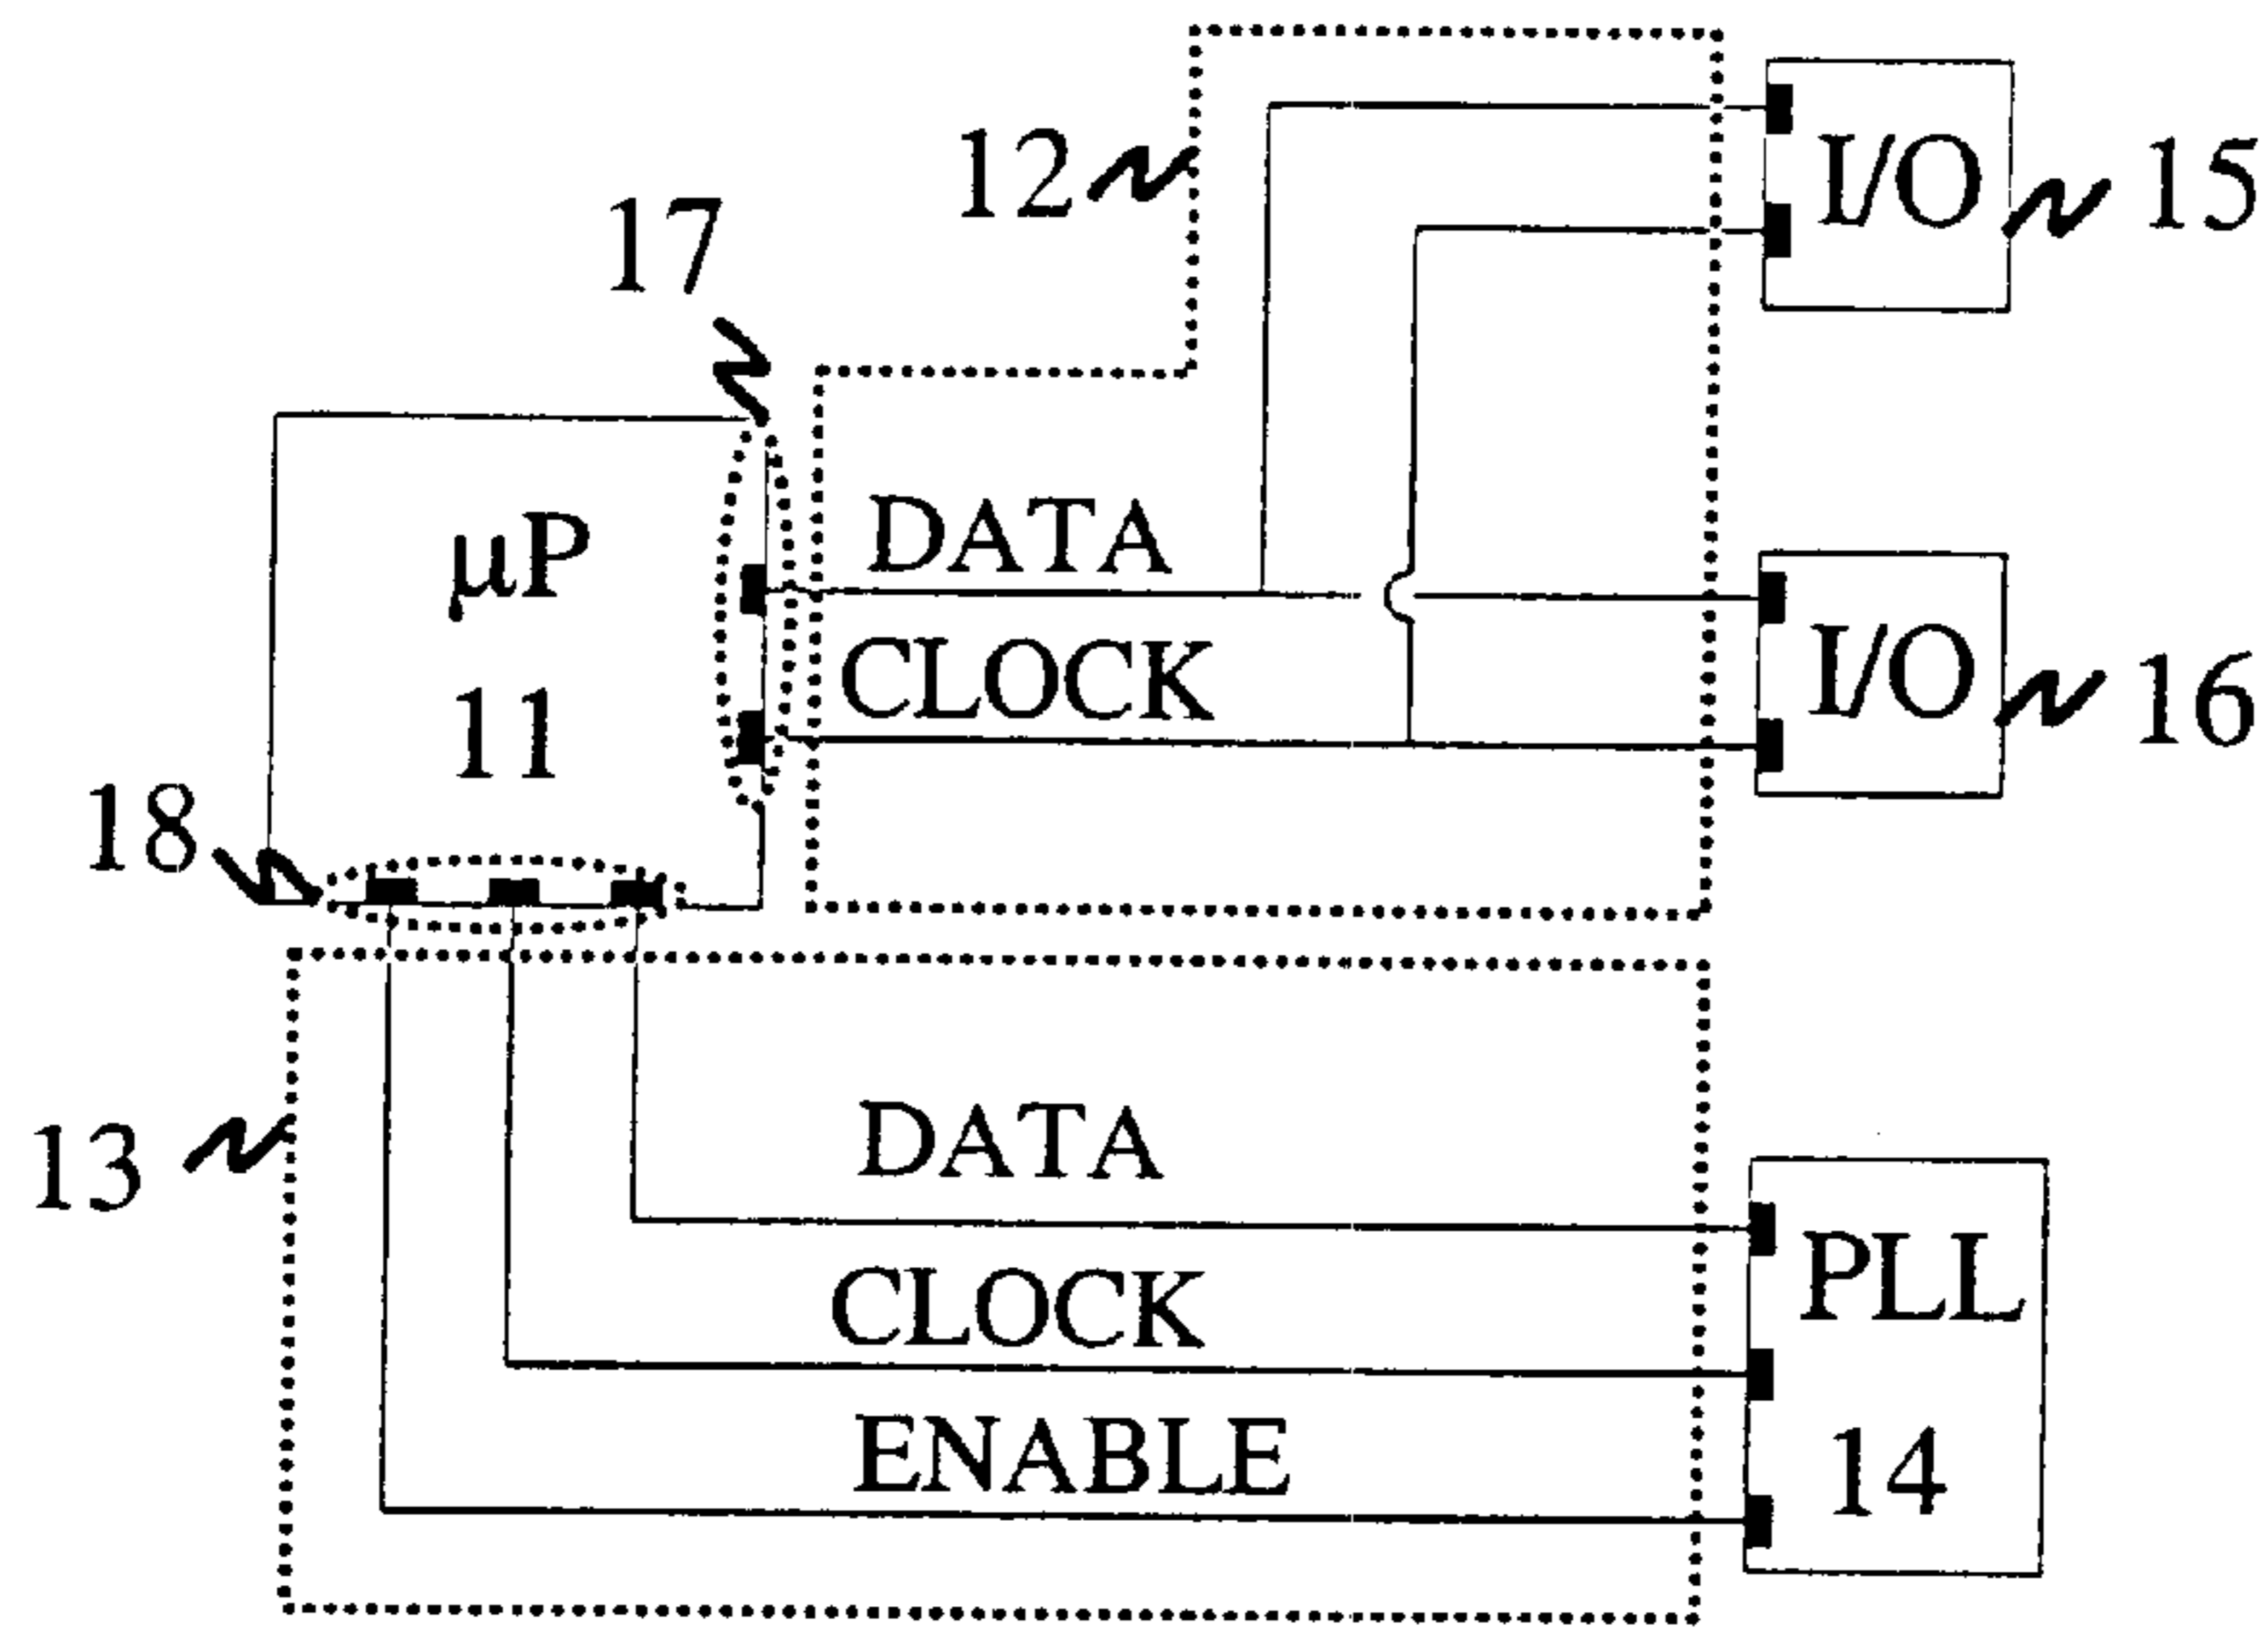 12
I/O
15
17
DATA
µP
11
CLOCK
I/O
16
18
13
DATA
CLOCK
ENABLE
PLL
14